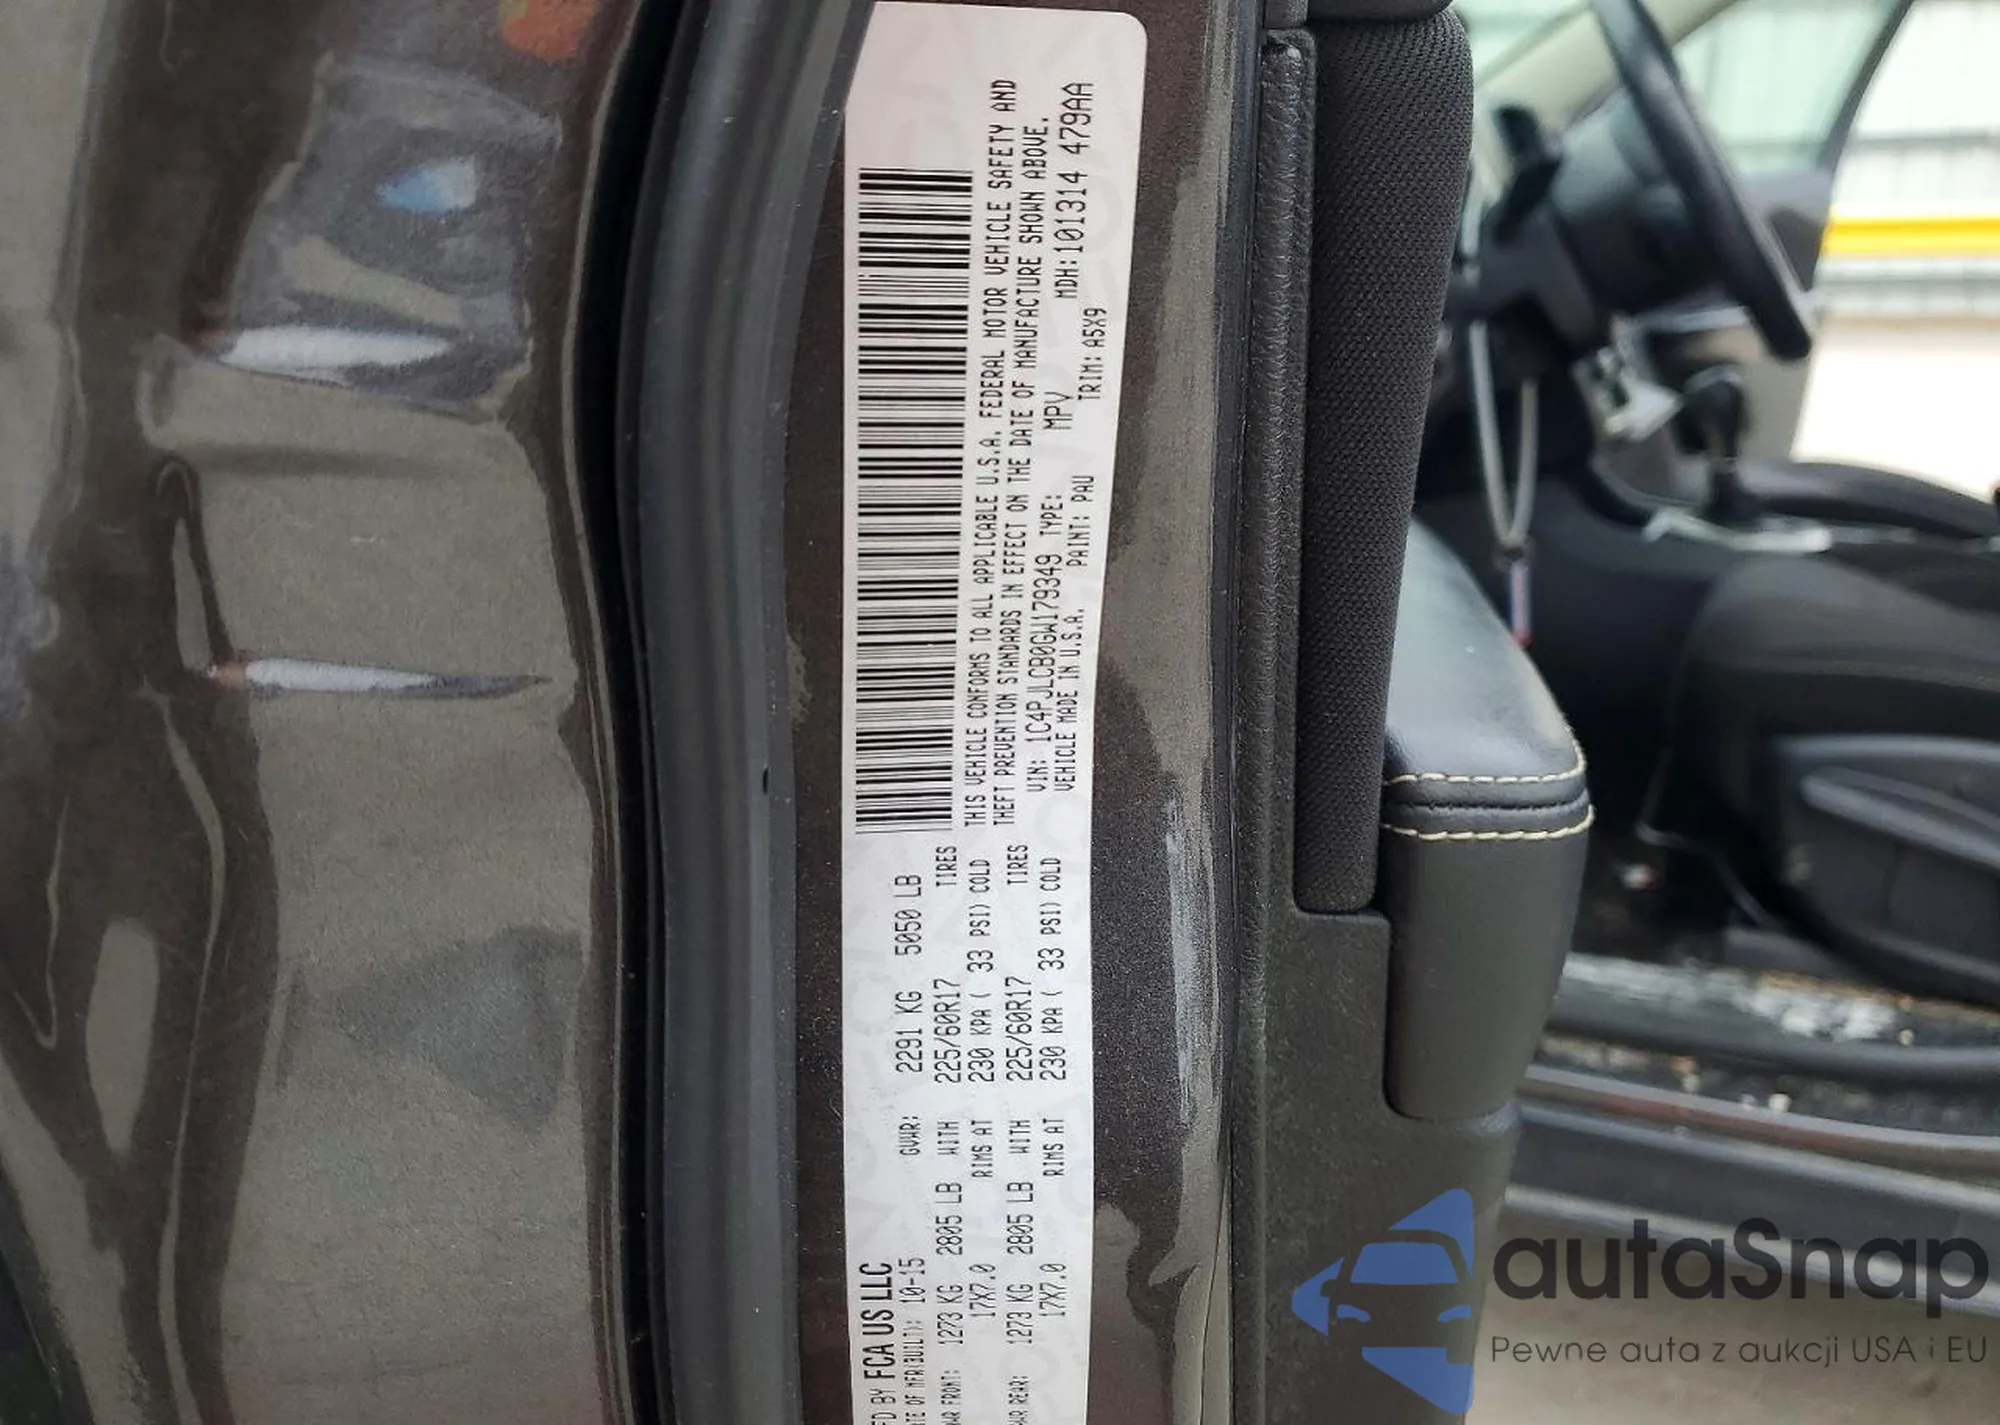 FD BY FCA US LLC
TE OF MFR(BUILT): 10-15 GVWR: 2291 KG 5050 LB
FRONT: 1273 KG 2805 LB WITH 225/60R17 TIRES
17X7.0 RIMS AT 230 KPA ( 33 PSI) COLD
REAR: 1273 KG 2805 LB WITH 225/60R17 TIRES
17X7.0 RIMS AT 230 KPA ( 33 PSI) COLD
THIS VEHICLE CONFORMS TO ALL APPLICABLE U.S.A. FEDERAL MOTOR VEHICLE SAFETY AND
THEFT PREVENTION STANDARDS IN EFFECT ON THE DATE OF MANUFACTURE SHOWN ABOVE.
VIN: 1C4PJLCB0GW179349 TYPE: MPV MDH:101314 479AA
VEHICLE MADE IN U.S.A. PAINT: PAU TRIM: A5X9
autaSnap
Pewne auta z aukcji USA i EU